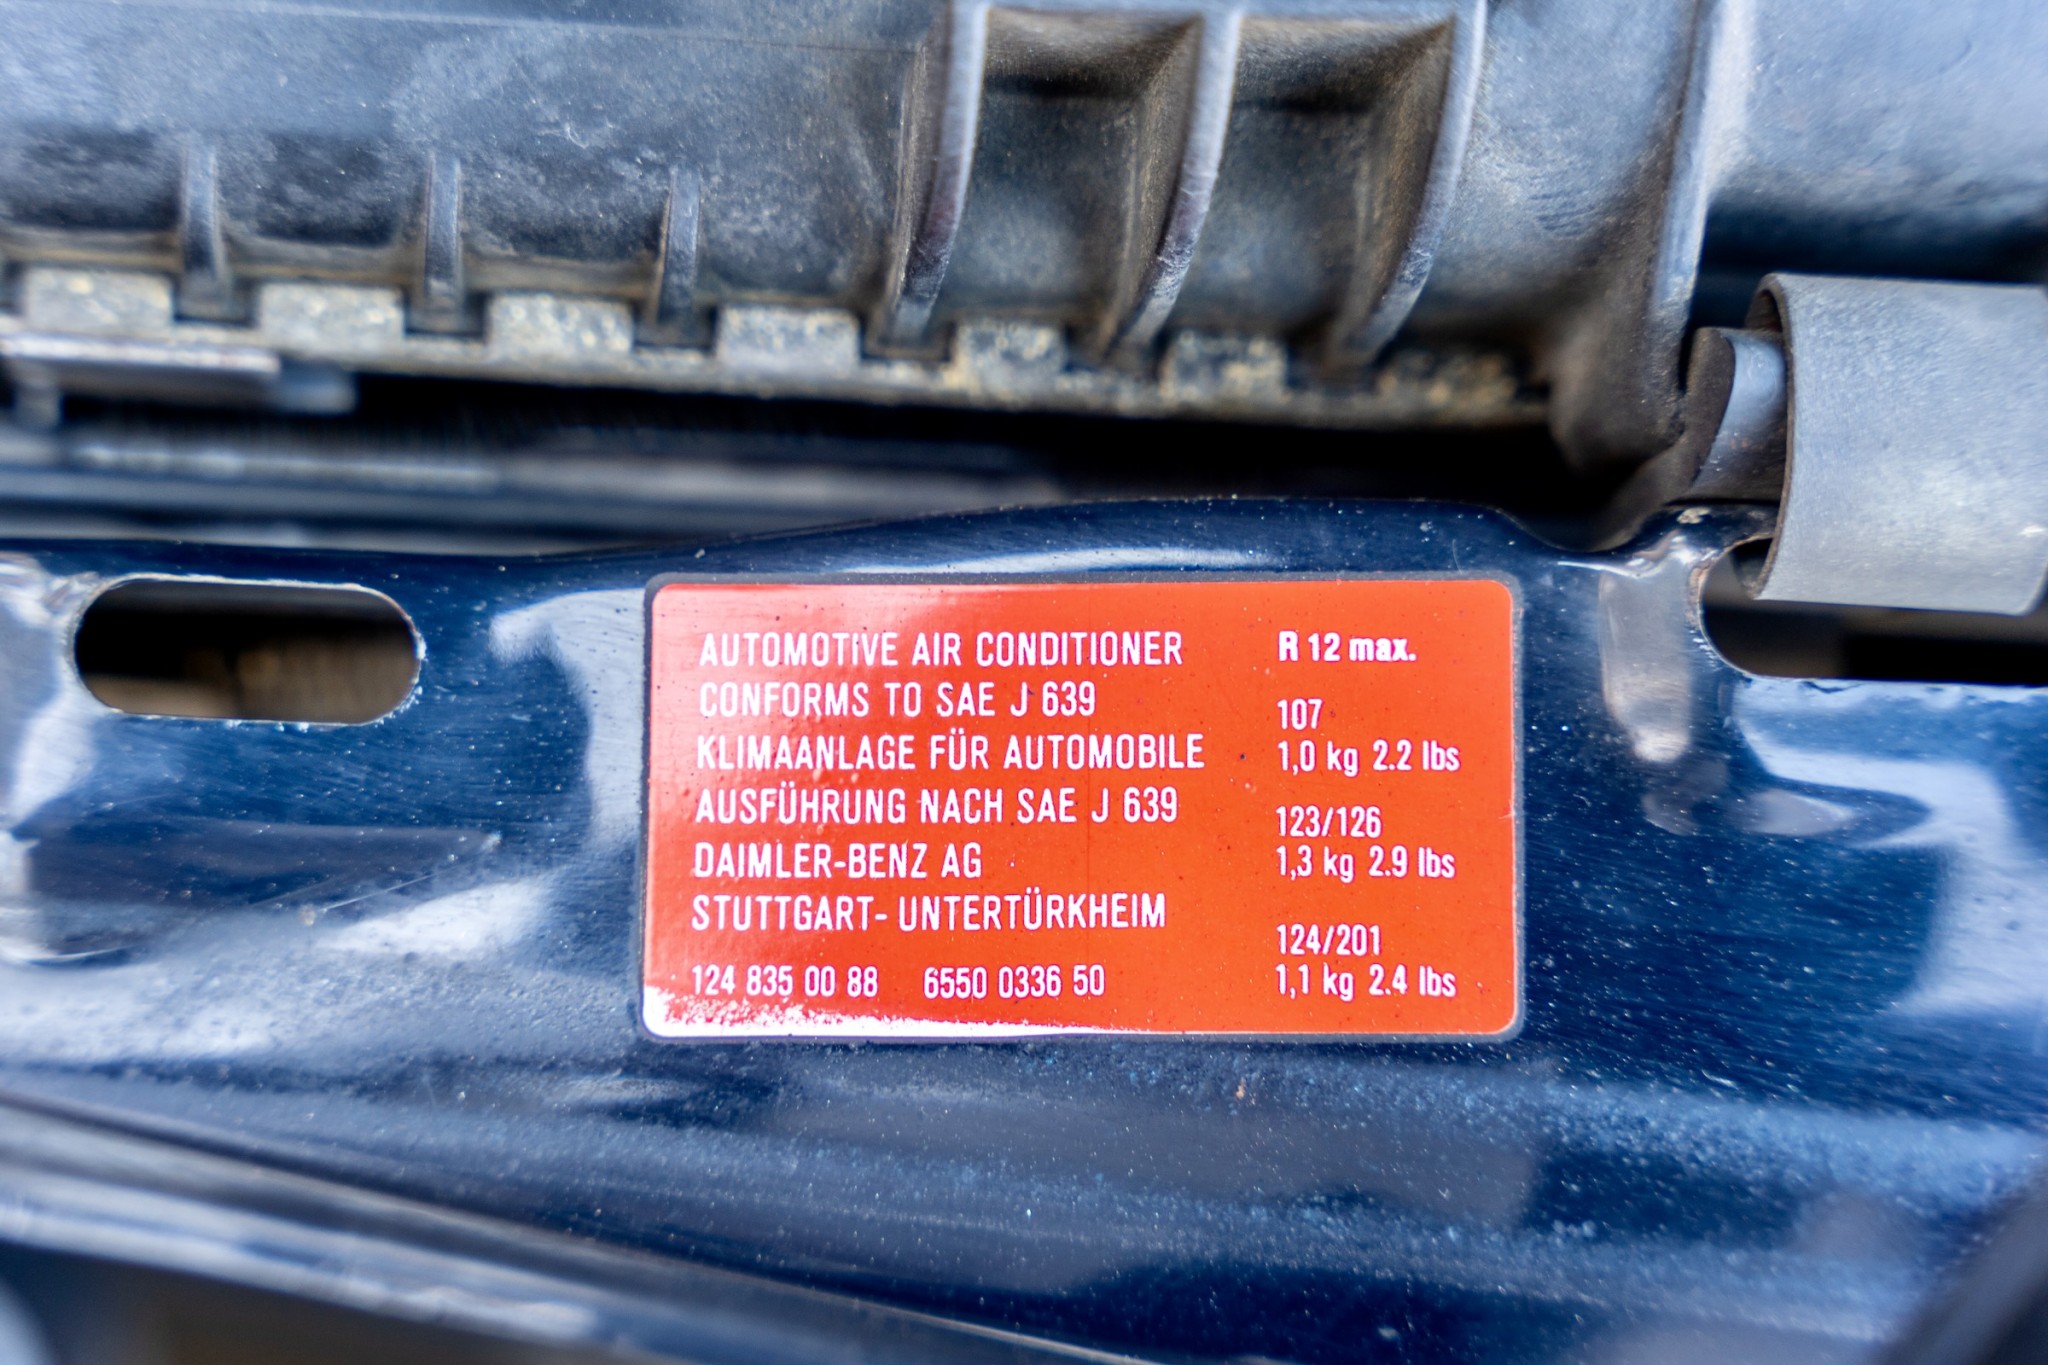 AUTOMOTIVE AIR CONDITIONER
CONFORMS TO SAE J 639
KLIMAANLAGE FÜR AUTOMOBILE
AUSFÜHRUNG NACH SAE J 639
DAIMLER-BENZ AG
STUTTGART- UNTERTÜRKHEIM
124 835 00 88 6550 0336 50
R 12 max.
107
1,0 kg 2.2 lbs
123/126
1,3 kg 2.9 lbs
124/201
1,1 kg 2.4 lbs